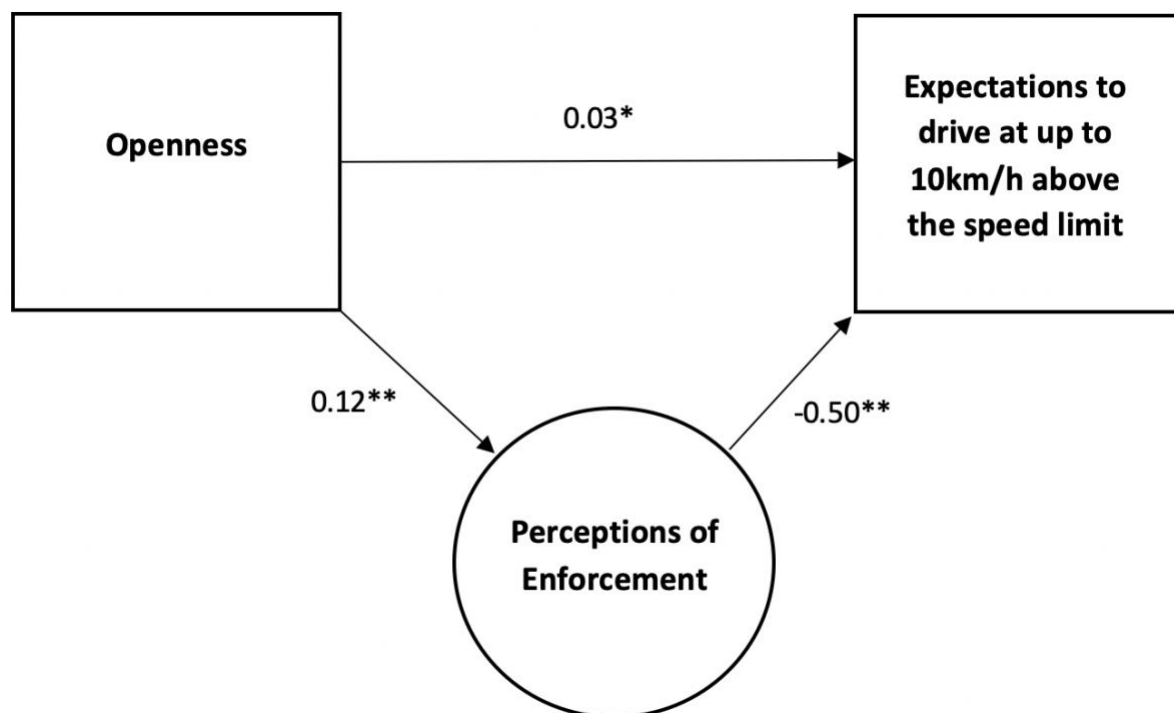 Openness
0.03*
Expectations to
drive at up to
10km/h above
the speed limit
0.12**
-0.50**
Perceptions of
Enforcement